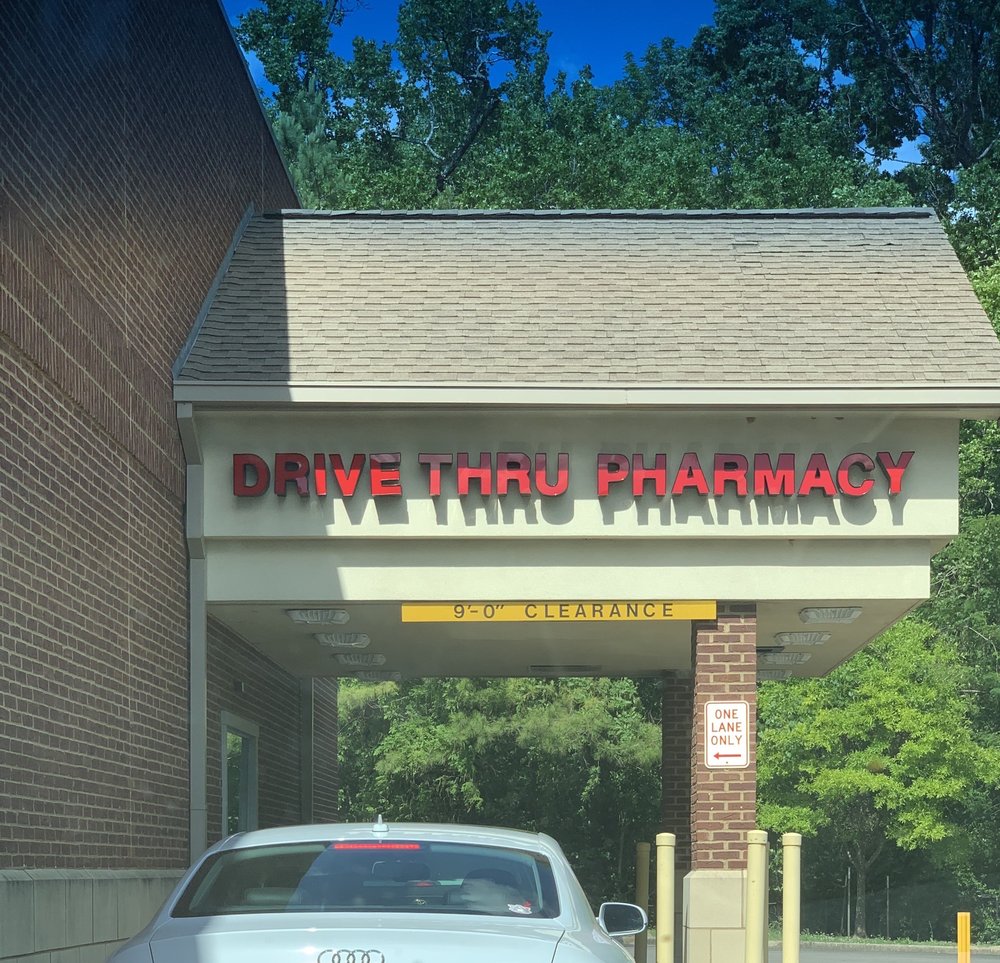 DRIVE THRU PHARMACY
9'-0" CLEARANCE
ONE
LANE
ONLY